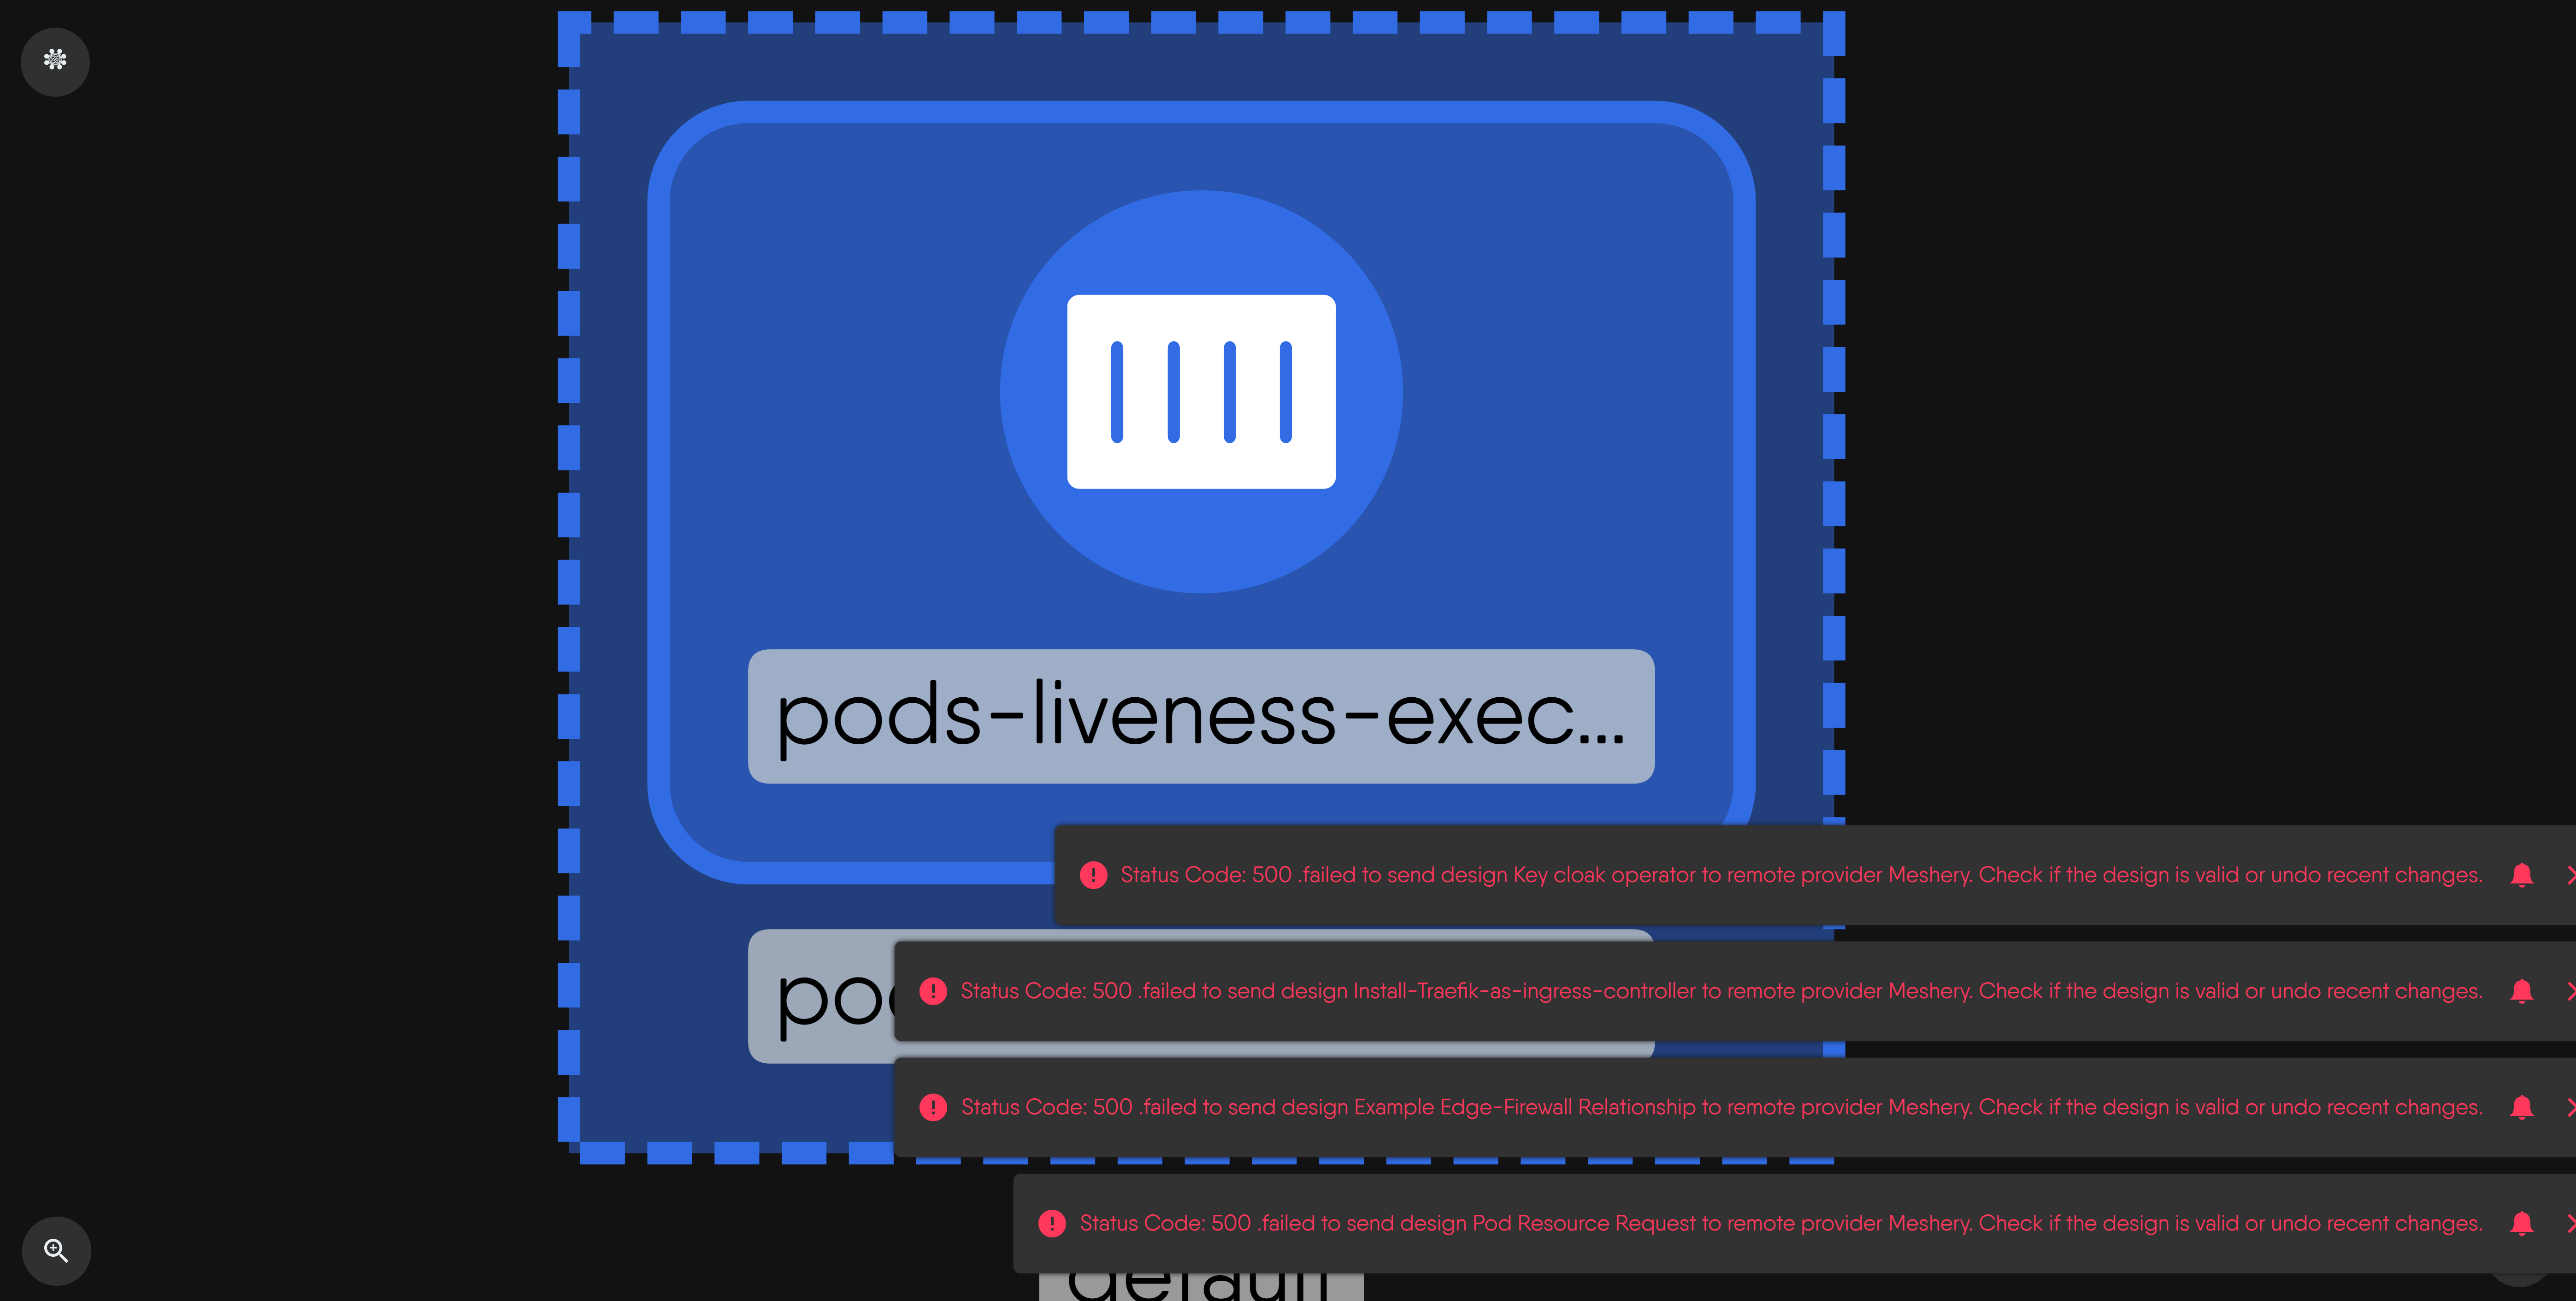 pods-liveness-exec...
Status Code: 500 .failed to send design Key cloak operator to remote provider Meshery. Check if the design is valid or undo recent changes.
Status Code: 500 .failed to send design Install-Traefik-as-ingress-controller to remote provider Meshery. Check if the design is valid or undo recent changes.
Status Code: 500 .failed to send design Example Edge-Firewall Relationship to remote provider Meshery. Check if the design is valid or undo recent changes.
Status Code: 500 .failed to send design Pod Resource Request to remote provider Meshery. Check if the design is valid or undo recent changes.
default